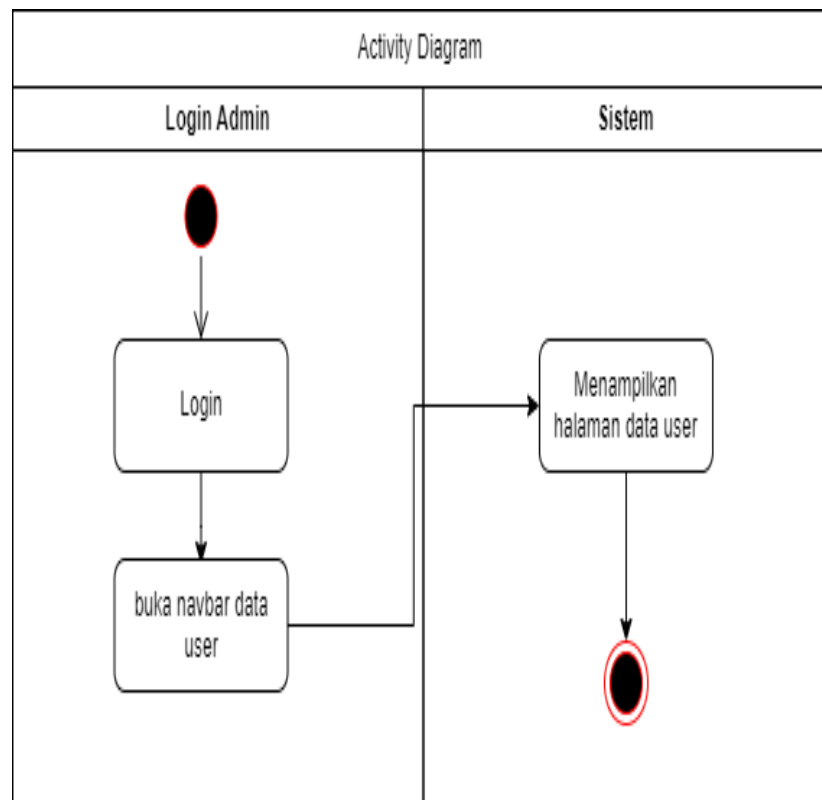 Activity Diagram
Login Admin
Sistem
Login
Menampilkan
halaman data user
buka navbar data
user